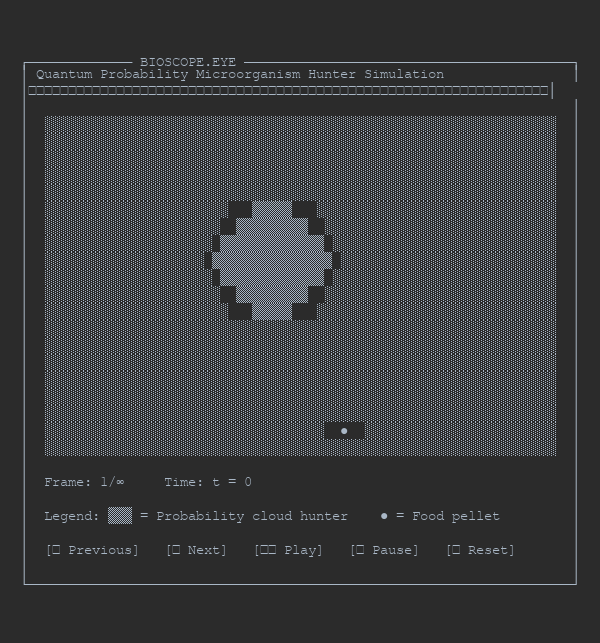 BIOSCOPE.EYE
Quantum Probability Microorganism Hunter Simulation
Frame: 1/∞ Time: t = 0
Legend: ▒▒▒ = Probability cloud hunter ● = Food pellet
[□ Previous] [□ Next] [□□ Play] [□ Pause] [□ Reset]